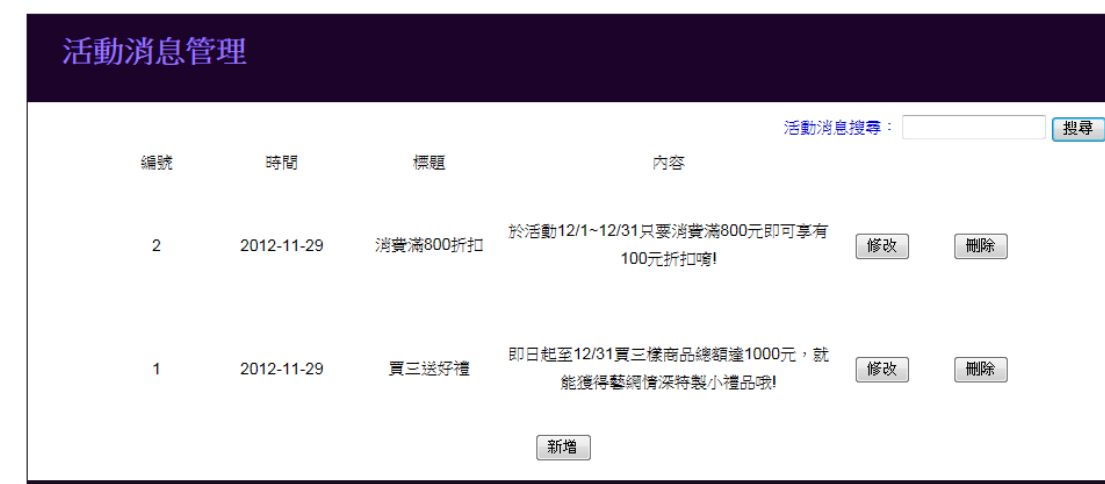 活動消息管理
活動消息搜尋： 搜尋
編號 時間 標題 內容
2 2012-11-29 消費滿800折扣 於活動12/1~12/31只要消費滿800元即可享有
100元折扣唷! 修改 刪除
1 2012-11-29 買三送好禮 即日起至12/31買三樣商品總額達1000元，就
能獲得藝網情深特製小禮品哦! 修改 刪除
新增